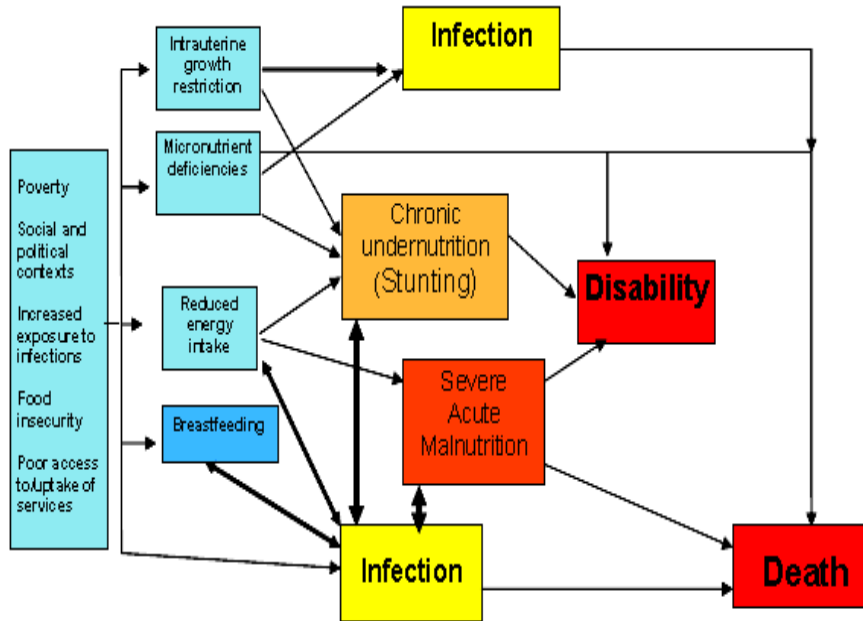 Poverty
Social and
political
contexts
Increased
exposure to
infections
Food
insecurity
Poor access
to/uptake of
services
Intrauterine
growth
restriction
Micronutrient
deficiencies
Reduced
energy
intake
Breastfeeding
Infection
Chronic
undernutrition
(Stunting)
Severe
Acute
Malnutrition
Infection
Disability
Death